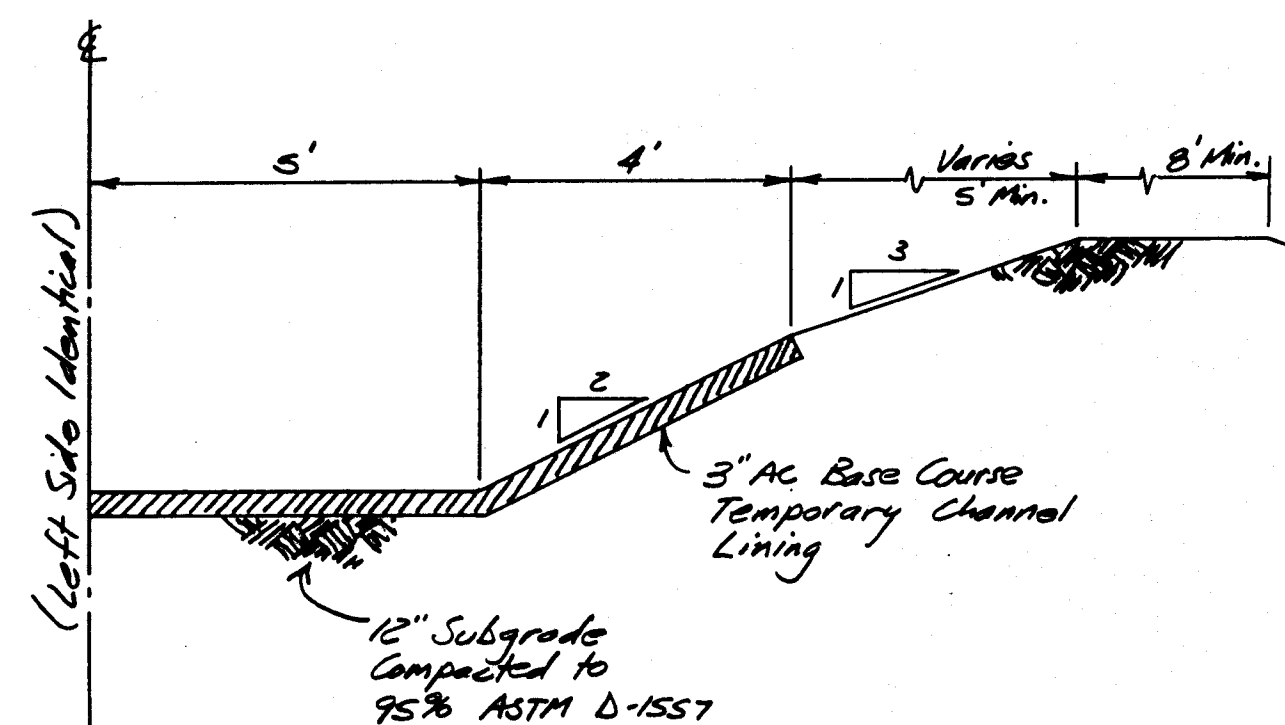 ℄
5'
4'
Varies
5' Min.
8' Min.
3
1
2
1
(Left Side Identical)
3" AC Base Course
Temporary Channel
Lining
12" Subgrade
Compacted to
95% ASTM D-1557